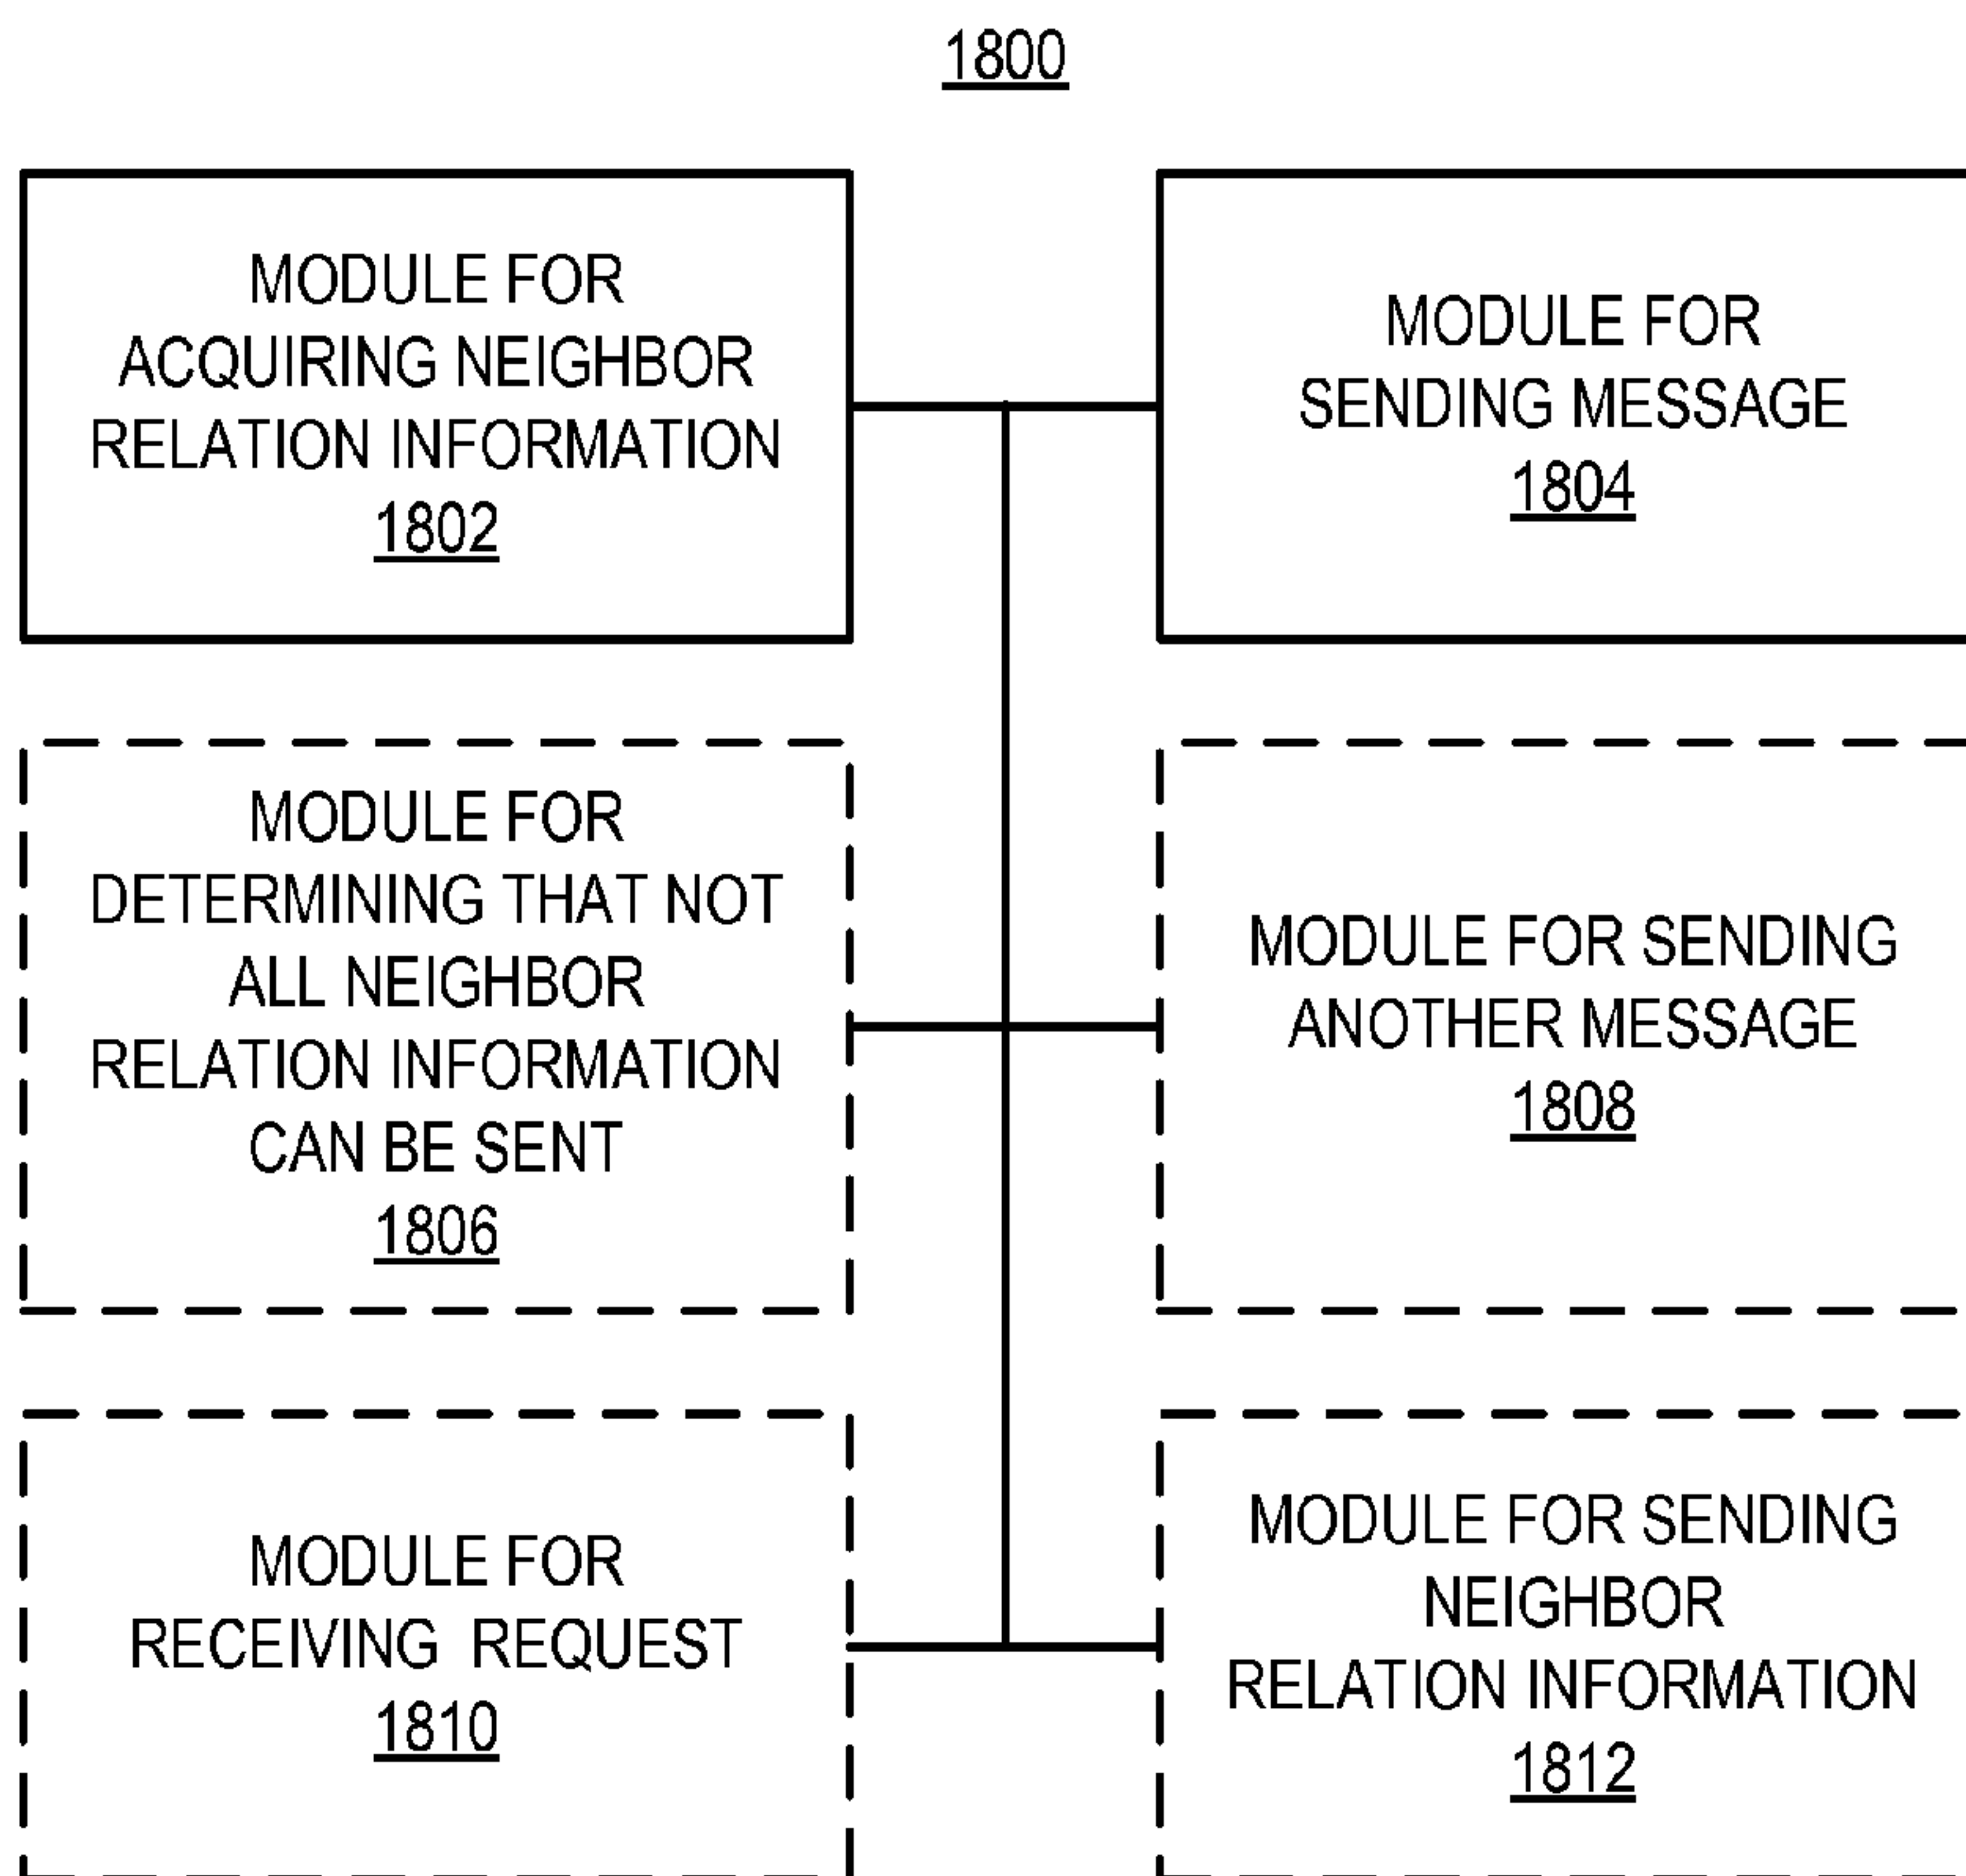 1800
MODULE FOR
ACQUIRING NEIGHBOR
RELATION INFORMATION
1802
MODULE FOR
SENDING MESSAGE
1804
MODULE FOR
DETERMINING THAT NOT
ALL NEIGHBOR
RELATION INFORMATION
CAN BE SENT
1806
MODULE FOR SENDING
ANOTHER MESSAGE
1808
MODULE FOR
RECEIVING REQUEST
1810
MODULE FOR SENDING
NEIGHBOR
RELATION INFORMATION
1812